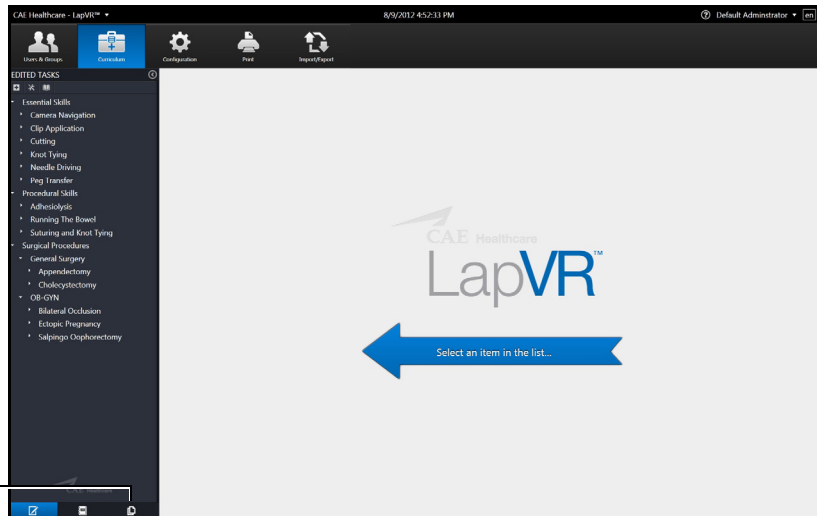 CAE Healthcare - LapVR™
8/9/2012 4:52:33 PM
Default Adminstrator
en
Users & Groups
Curriculum
Configuration
Print
Import/Export
EDITED TASKS
Essential Skills
Camera Navigation
Clip Application
Cutting
Knot Tying
Needle Driving
Peg Transfer
Procedural Skills
Adhesiolysis
Running The Bowel
Suturing and Knot Tying
Surgical Procedures
General Surgery
Appendectomy
Cholecystectomy
OB-GYN
Bilateral Occlusion
Ectopic Pregnancy
Salpingo Oophorectomy
CAE Healthcare
LapVR™
Select an item in the list...
CAE Healthcare